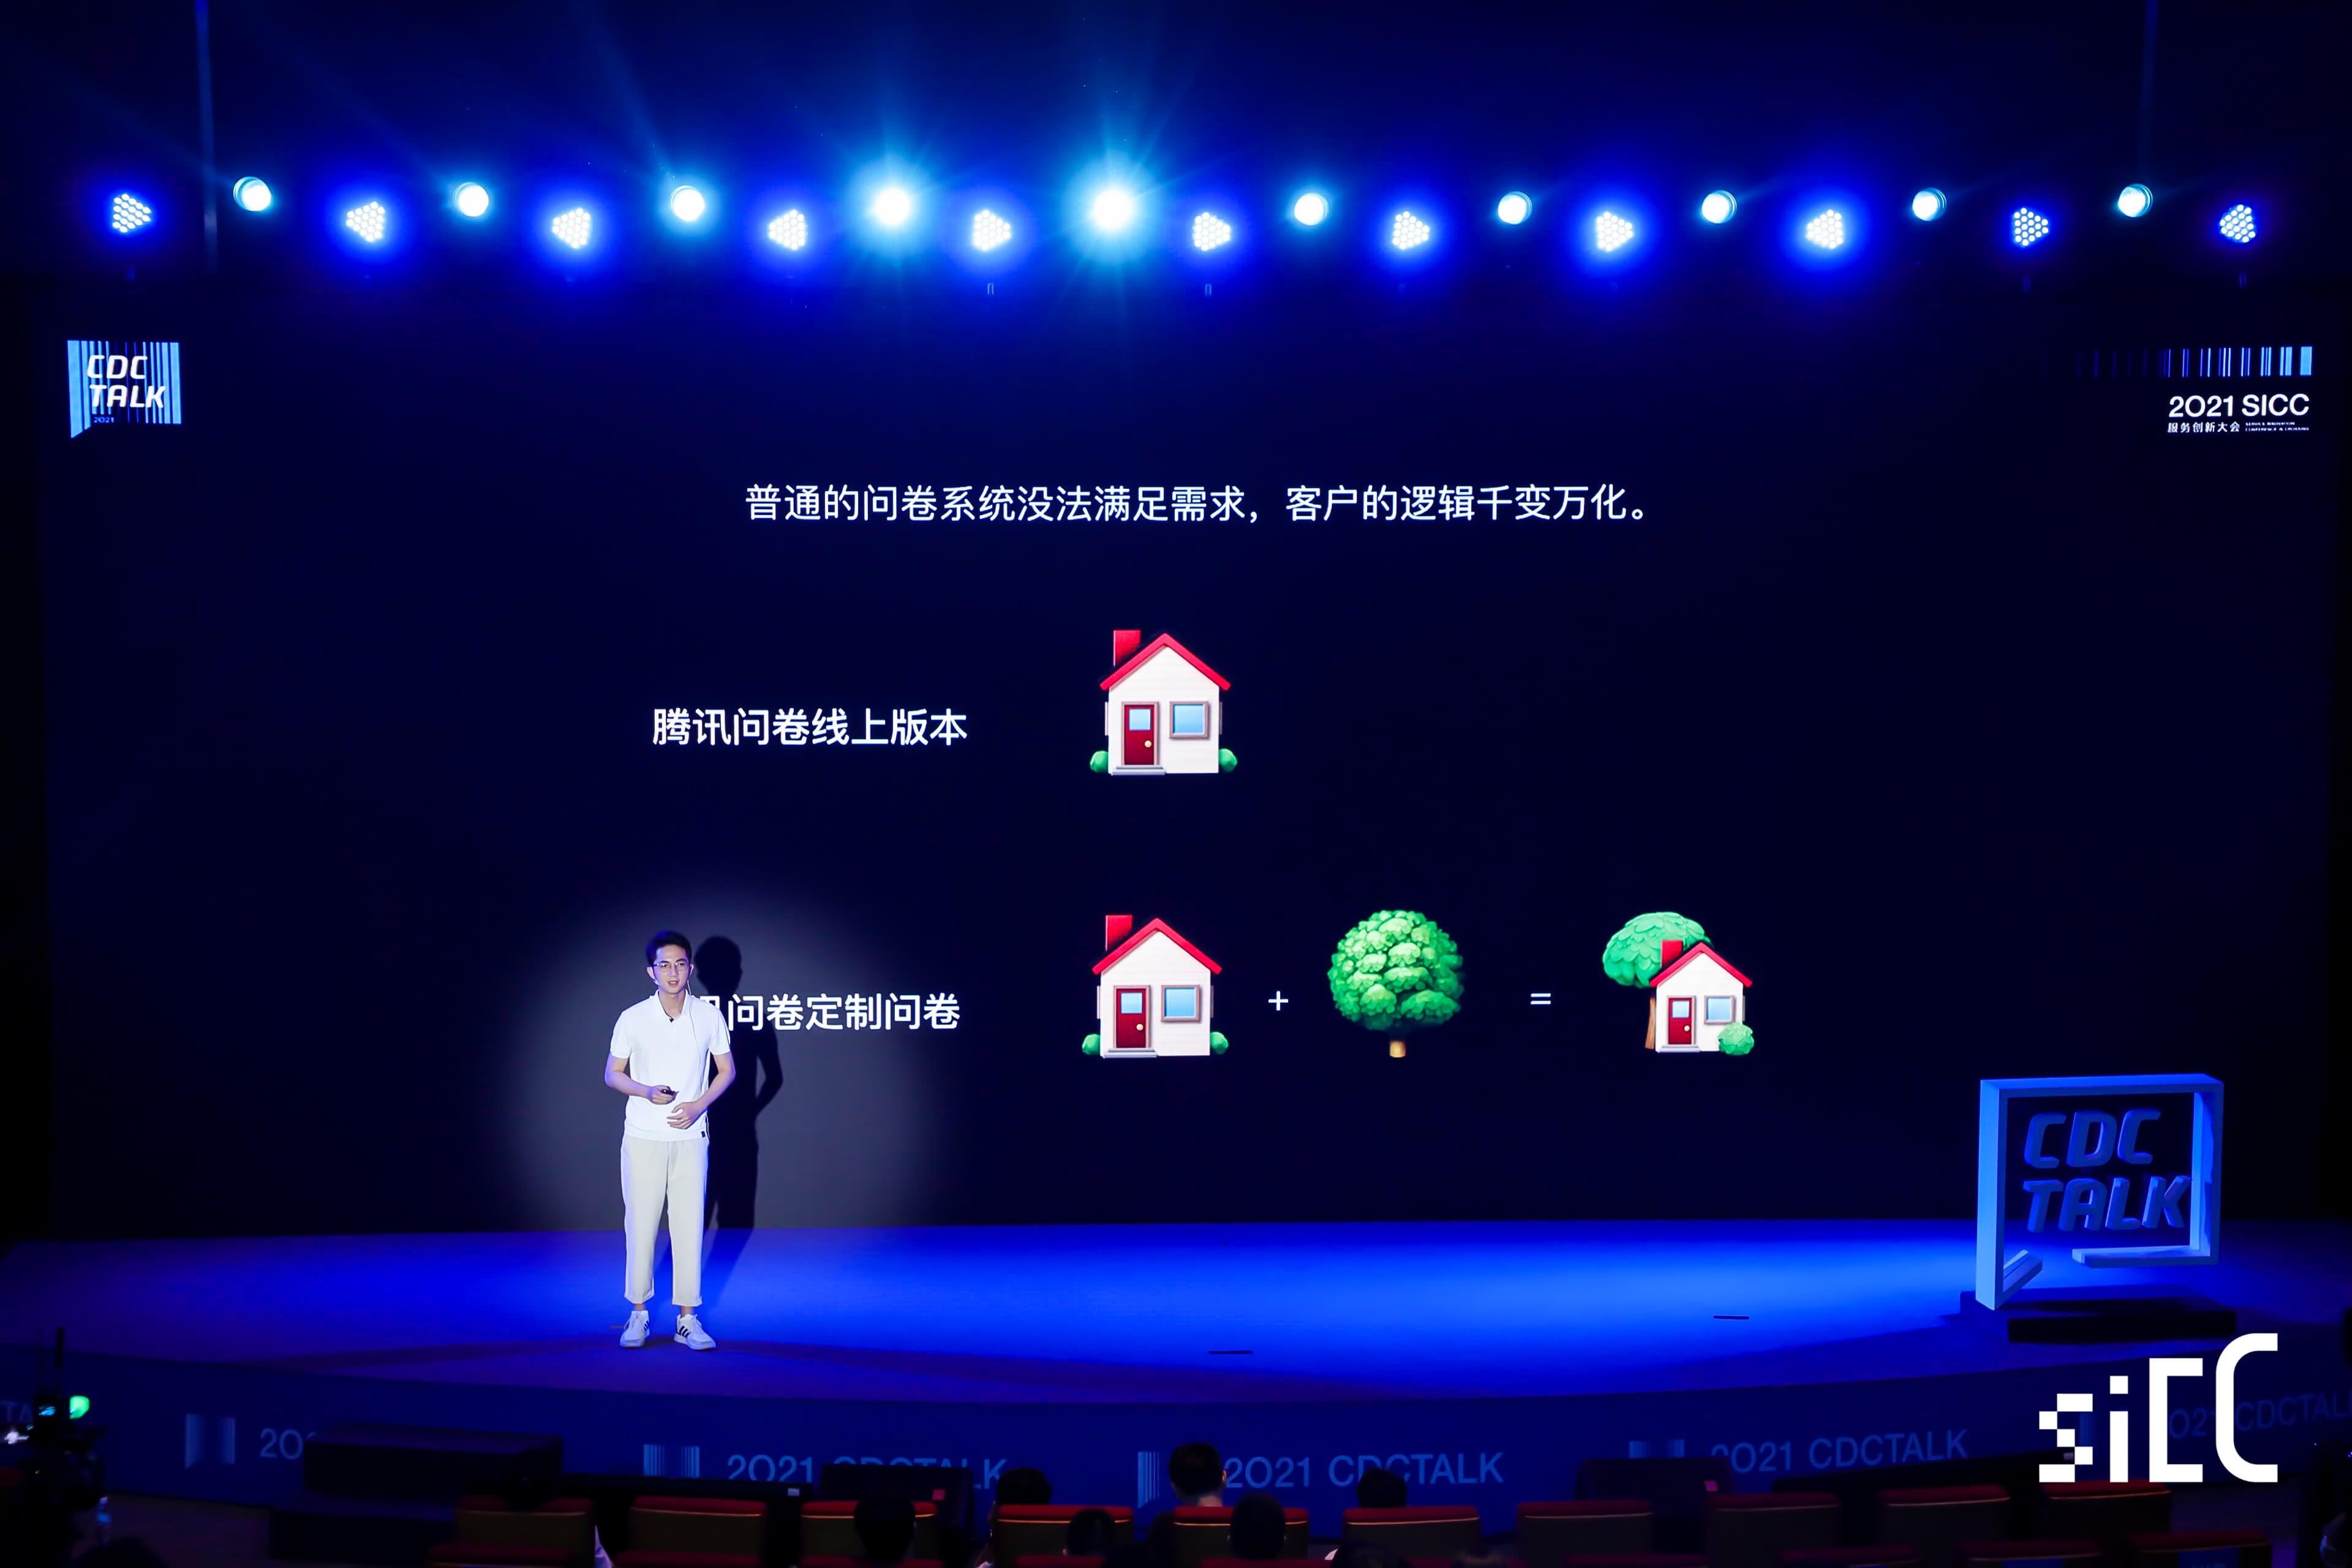 CDC
TALK
2021
2021 SICC
服务创新大会
普通的问卷系统没法满足需求，客户的逻辑千变万化。
腾讯问卷线上版本
问卷定制问卷
+
=
CDC
TALK
siCC
2021 CDCTALK
2021 CDCTALK
2021 CDCTALK
CDCTAL